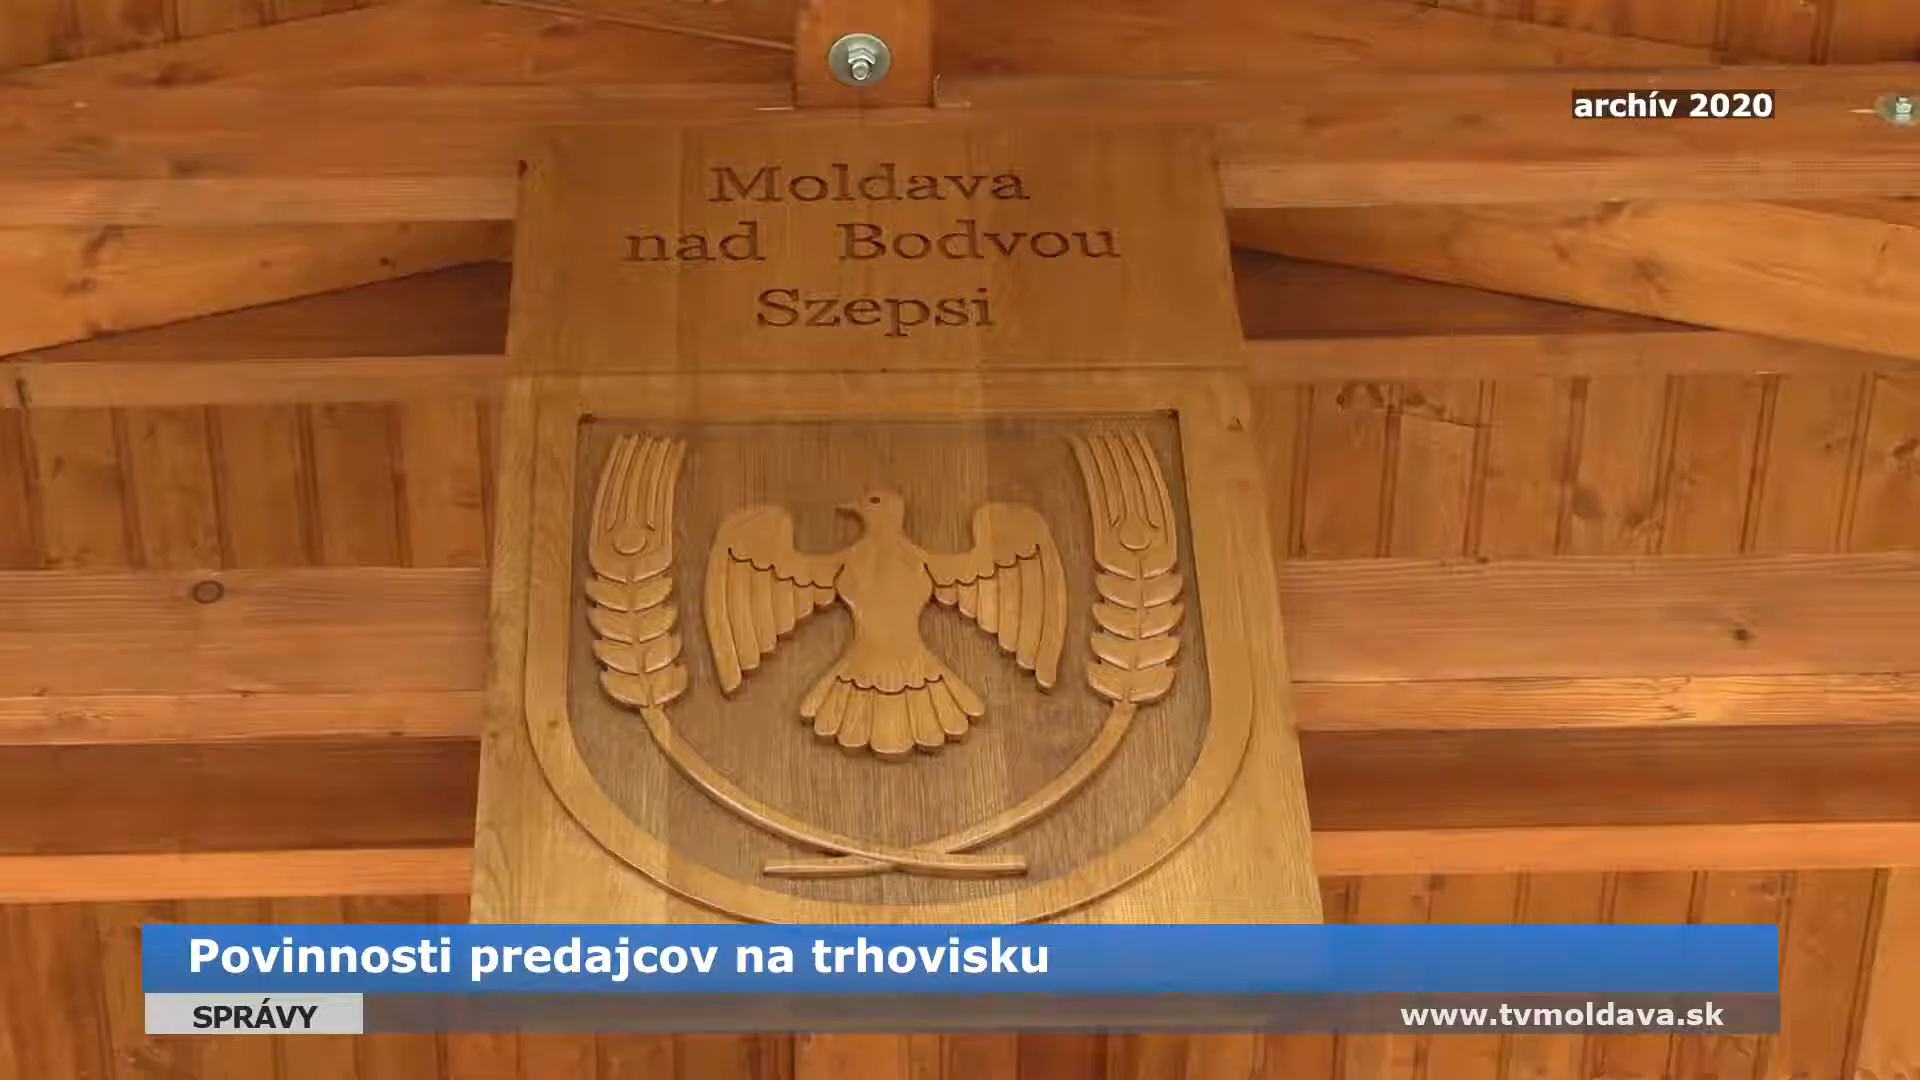 archív 2020
Moldava
nad Bodvou
Szepsi
Povinnosti predajcov na trhovisku
SPRÁVY
www.tvmoldava.sk